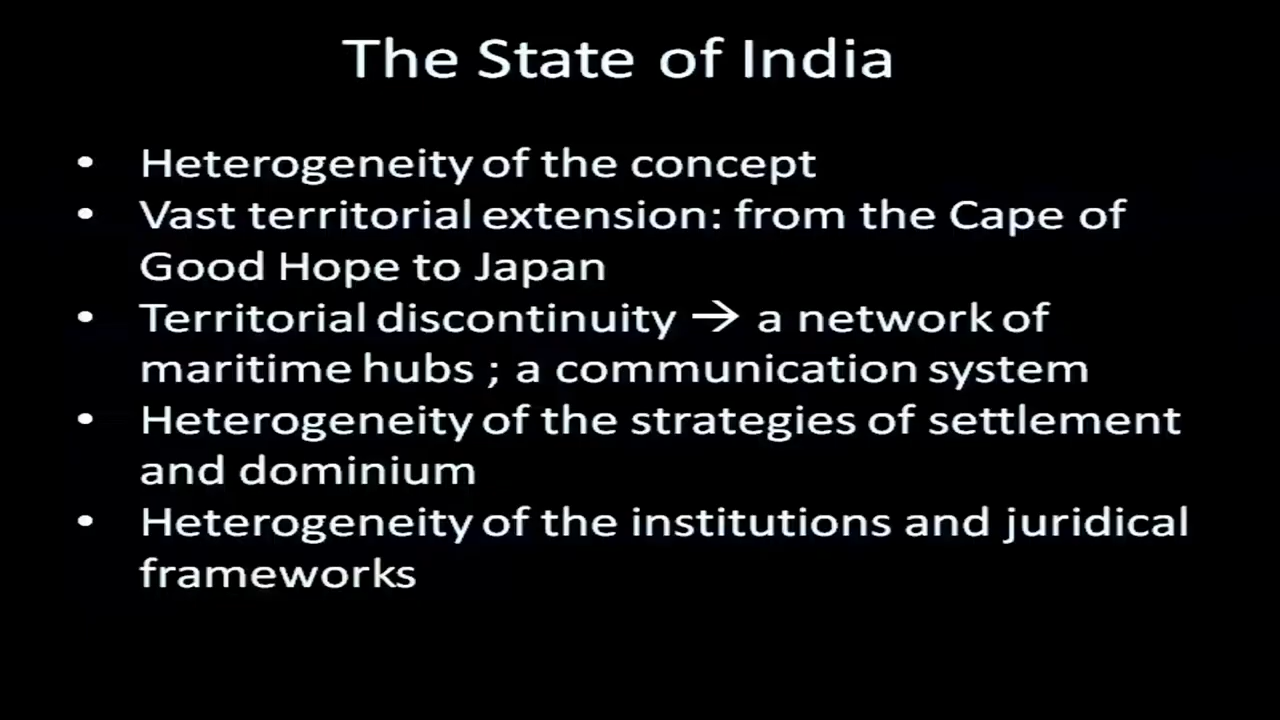 The State of India
• Heterogeneity of the concept
• Vast territorial extension: from the Cape of
Good Hope to Japan
• Territorial discontinuity → a network of
maritime hubs ; a communication system
• Heterogeneity of the strategies of settlement
and dominium
• Heterogeneity of the institutions and juridical
frameworks